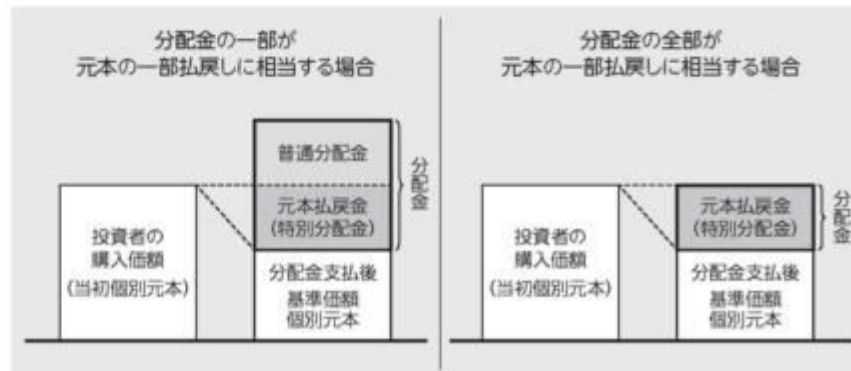 分配金の一部が
元本の一部払戻しに相当する場合
普通分配金
元本払戻金
(特別分配金)
分配金
投資者の
購入価額
(当初個別元本)
分配金支払後
基準価額
個別元本
分配金の全部が
元本の一部払戻しに相当する場合
元本払戻金
(特別分配金)
分配金
投資者の
購入価額
(当初個別元本)
分配金支払後
基準価額
個別元本